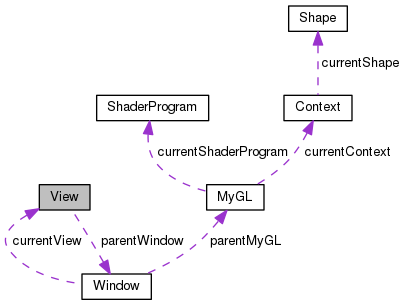 Shape
currentShape
ShaderProgram
Context
currentShaderProgram
currentContext
View
MyGL
currentView
parentWindow
parentMyGL
Window